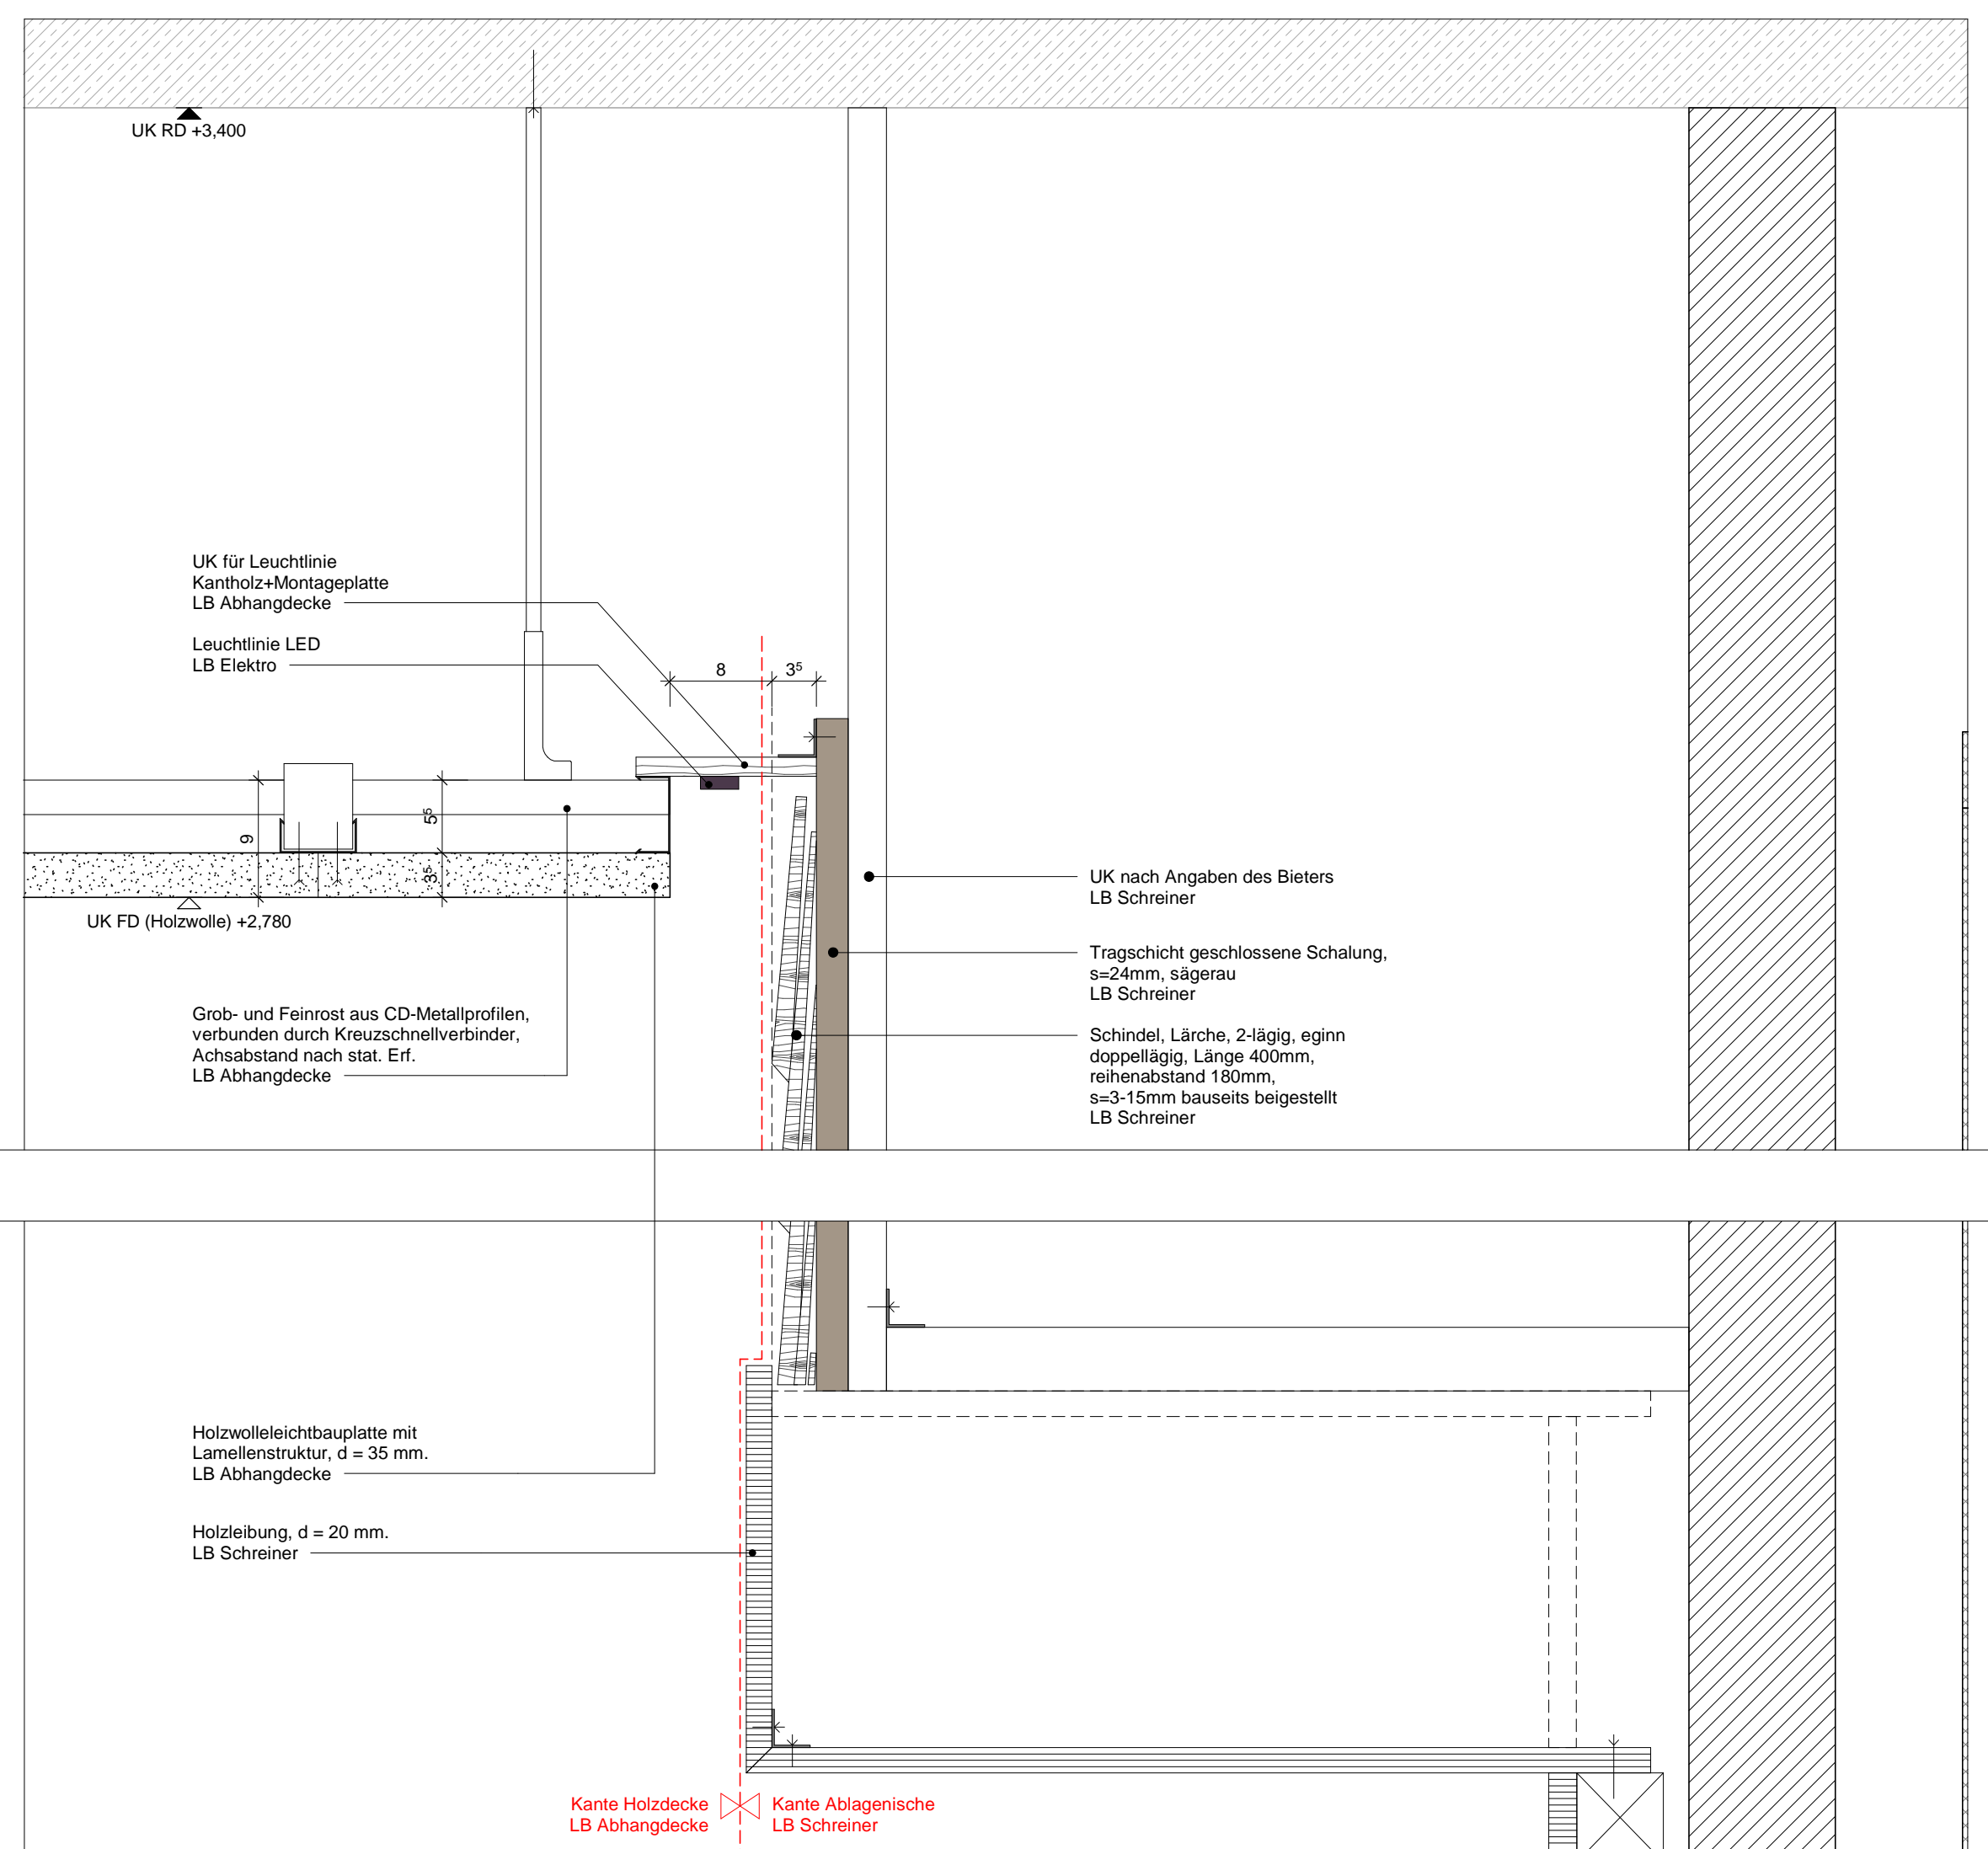 UK RD +3,400
UK für Leuchtlinie
Kantholz+Montageplatte
LB Abhangdecke
Leuchtlinie LED
LB Elektro
8
3⁵
9
5⁵
3⁵
UK FD (Holzwolle) +2,780
UK nach Angaben des Bieters
LB Schreiner
Tragschicht geschlossene Schalung,
s=24mm, sägerau
LB Schreiner
Grob- und Feinrost aus CD-Metallprofilen,
verbunden durch Kreuzschnellverbinder,
Achsabstand nach stat. Erf.
LB Abhangdecke
Schindel, Lärche, 2-lägig, eginn
doppellägig, Länge 400mm,
reihenabstand 180mm,
s=3-15mm bauseits beigestellt
LB Schreiner
Holzwolleleichtbauplatte mit
Lamellenstruktur, d = 35 mm.
LB Abhangdecke
Holzleibung, d = 20 mm.
LB Schreiner
Kante Holzdecke
LB Abhangdecke
Kante Ablagenische
LB Schreiner